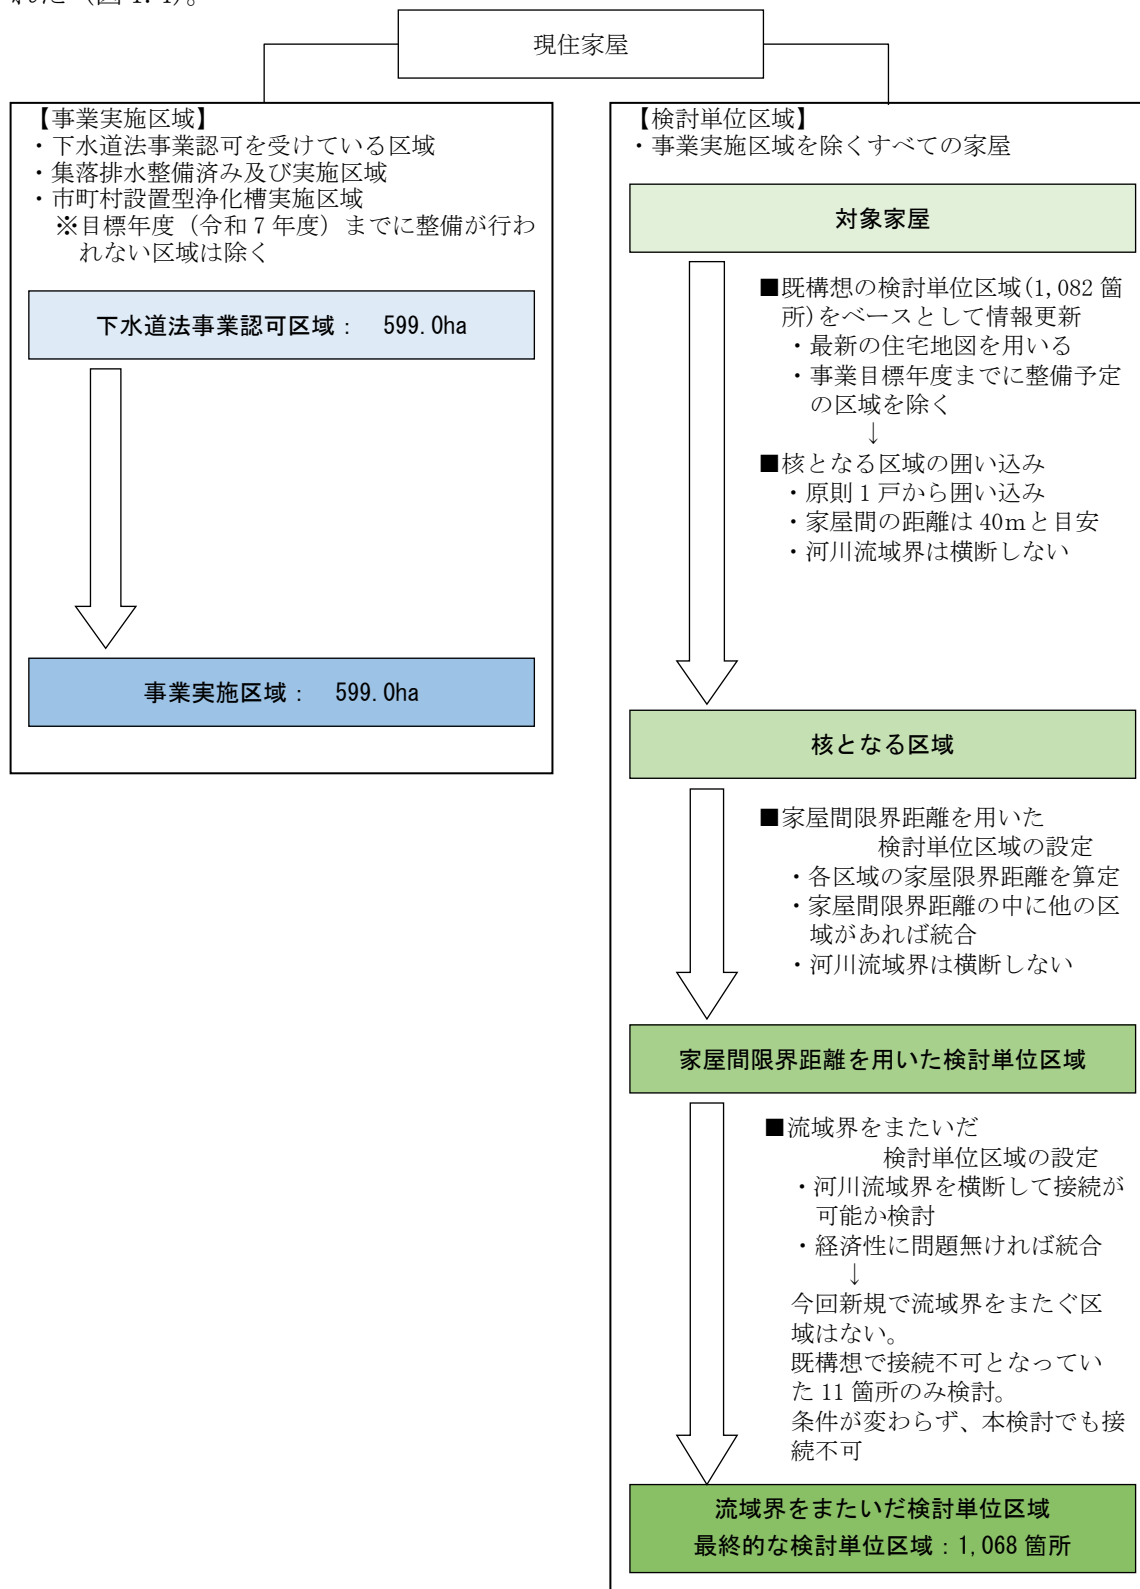 れた（図 4.4）。
現住家屋
【事業実施区域】
・下水道法事業認可を受けている区域
・集落排水整備済み及び実施区域
・市町村設置型浄化槽実施区域
※目標年度（令和７年度）までに整備が行わ
れない区域は除く
下水道法事業認可区域： 599.0ha
事業実施区域： 599.0ha
【検討単位区域】
・事業実施区域を除くすべての家屋
対象家屋
■既構想の検討単位区域(1,082 箇
所)をベースとして情報更新
・最新の住宅地図を用いる
・事業目標年度までに整備予定
の区域を除く
↓
■核となる区域の囲い込み
・原則１戸から囲い込み
・家屋間の距離は 40ｍと目安
・河川流域界は横断しない
核となる区域
■家屋間限界距離を用いた
検討単位区域の設定
・各区域の家屋限界距離を算定
・家屋間限界距離の中に他の区
域があれば統合
・河川流域界は横断しない
家屋間限界距離を用いた検討単位区域
■流域界をまたいだ
検討単位区域の設定
・河川流域界を横断して接続が
可能か検討
・経済性に問題無ければ統合
↓
今回新規で流域界をまたぐ区
域はない。
既構想で接続不可となってい
た 11 箇所のみ検討。
条件が変わらず、本検討でも接
続不可
流域界をまたいだ検討単位区域
最終的な検討単位区域：1,068 箇所